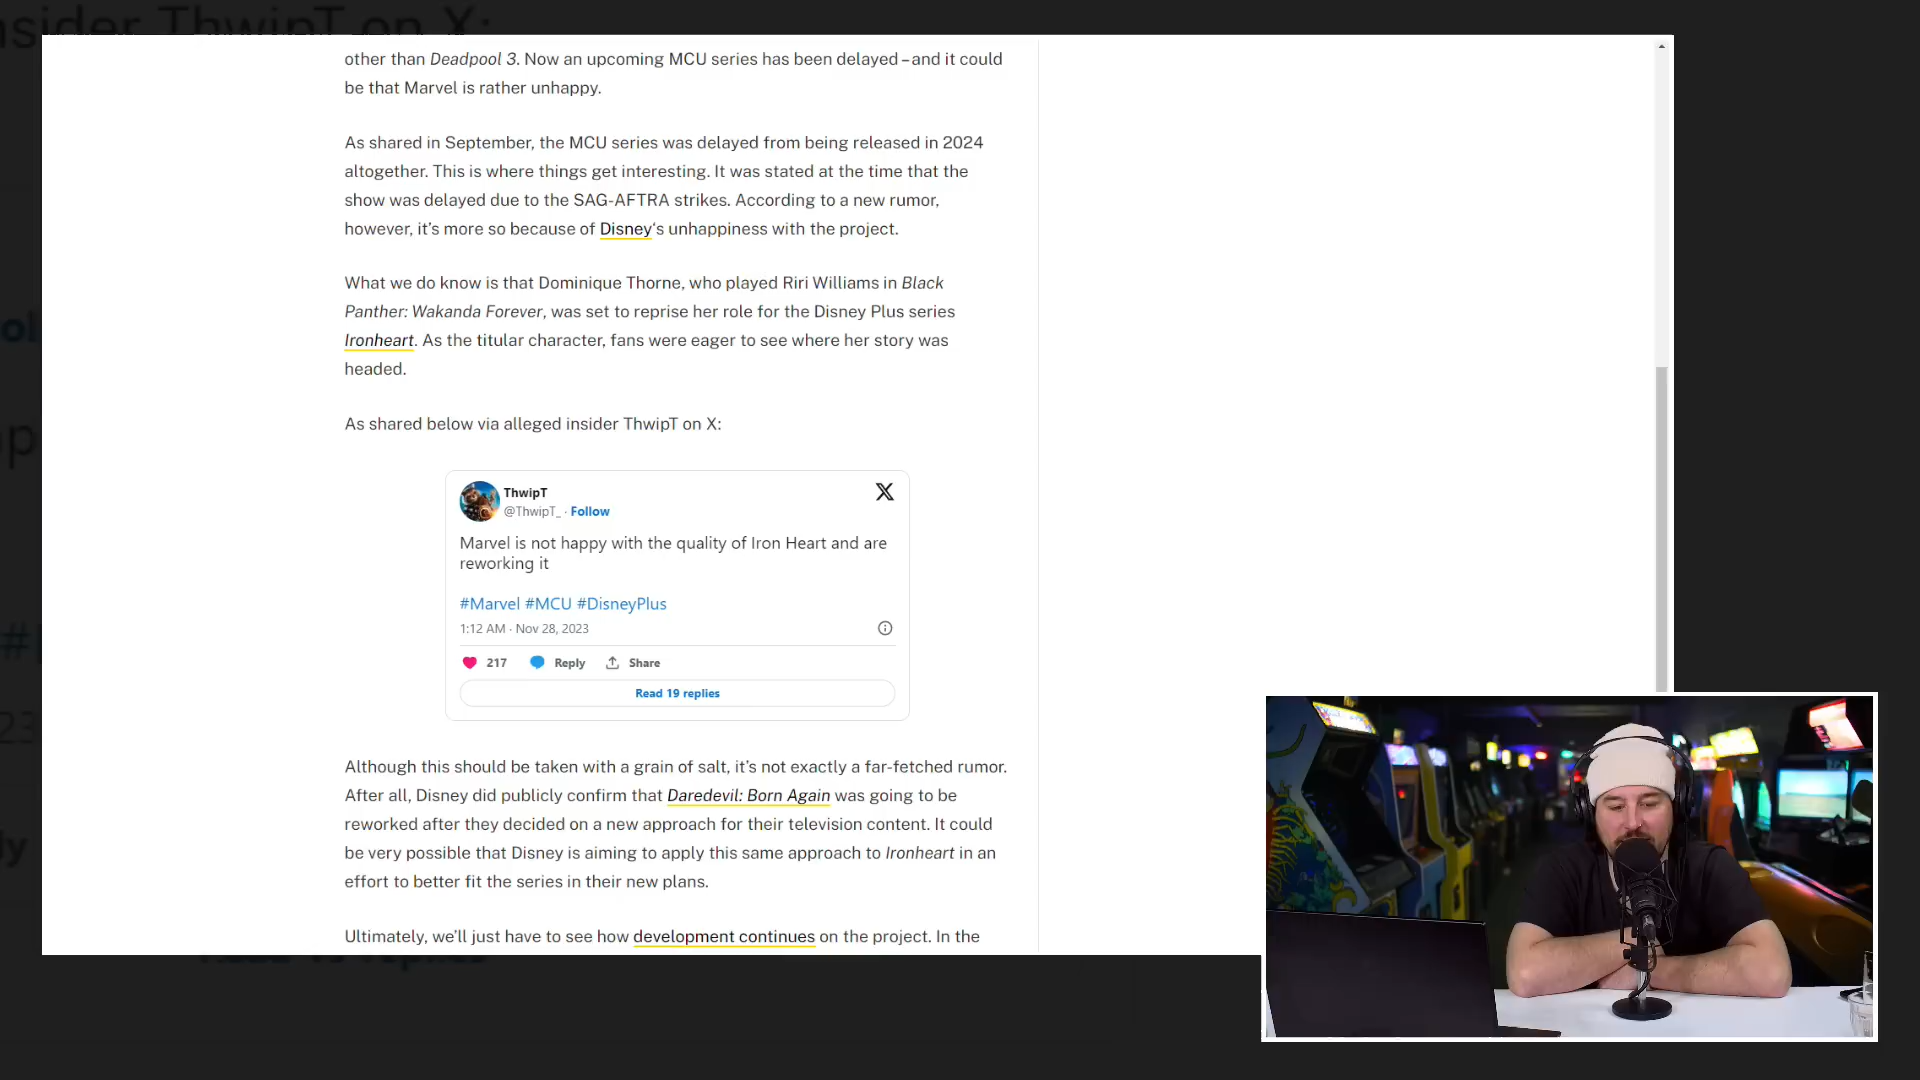 nsider ThwipT on X:
other than Deadpool 3. Now an upcoming MCU series has been delayed – and it could
be that Marvel is rather unhappy.
As shared in September, the MCU series was delayed from being released in 2024
altogether. This is where things get interesting. It was stated at the time that the
show was delayed due to the SAG-AFTRA strikes. According to a new rumor,
however, it’s more so because of Disney‘s unhappiness with the project.
What we do know is that Dominique Thorne, who played Riri Williams in Black
Panther: Wakanda Forever, was set to reprise her role for the Disney Plus series
Ironheart. As the titular character, fans were eager to see where her story was
headed.
As shared below via alleged insider ThwipT on X:
ThwipT
@ThwipT_ · Follow
Marvel is not happy with the quality of Iron Heart and are
reworking it
#Marvel #MCU #DisneyPlus
1:12 AM · Nov 28, 2023
217 Reply Share
Read 19 replies
Although this should be taken with a grain of salt, it’s not exactly a far-fetched rumor.
After all, Disney did publicly confirm that Daredevil: Born Again was going to be
reworked after they decided on a new approach for their television content. It could
be very possible that Disney is aiming to apply this same approach to Ironheart in an
effort to better fit the series in their new plans.
Ultimately, we’ll just have to see how development continues on the project. In the